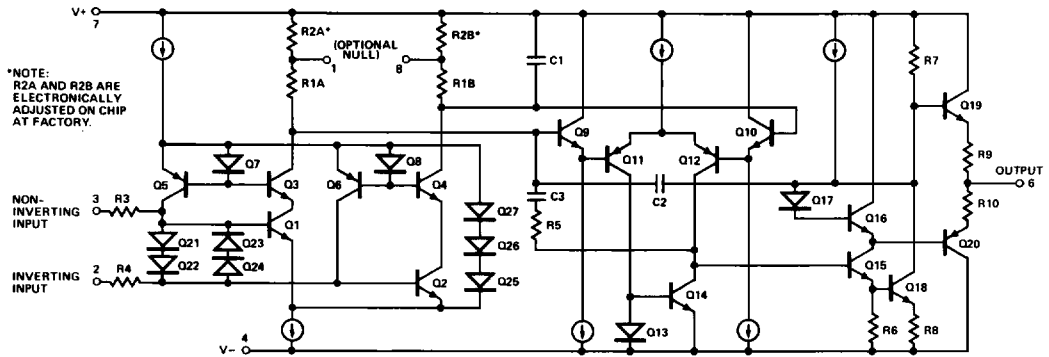 V+
7
R2A*
R2B*
(OPTIONAL
NULL)
1
8
R1A
R1B
C1
R7
*NOTE:
R2A AND R2B ARE
ELECTRONICALLY
ADJUSTED ON CHIP
AT FACTORY.
Q5
Q7
Q3
Q6
Q8
Q4
Q9
Q11
Q12
Q10
Q19
R9
OUTPUT
6
R10
NON-
INVERTING
INPUT
3
R3
Q1
Q21
Q22
Q23
Q24
Q27
Q26
Q25
C3
R5
C2
Q17
Q16
Q20
INVERTING
INPUT
2
R4
Q2
Q15
Q14
Q18
Q13
R6
R8
V-
4